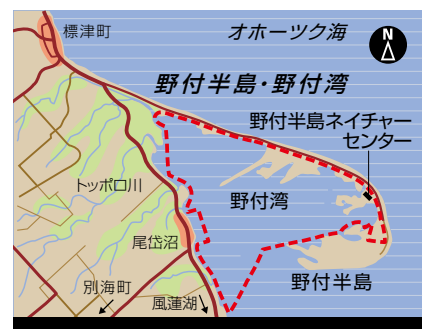 標津町
オホーツク海
N
野付半島・野付湾
野付半島ネイチャー
センター
トッポロ川
野付湾
尾岱沼
野付半島
別海町
風蓮湖